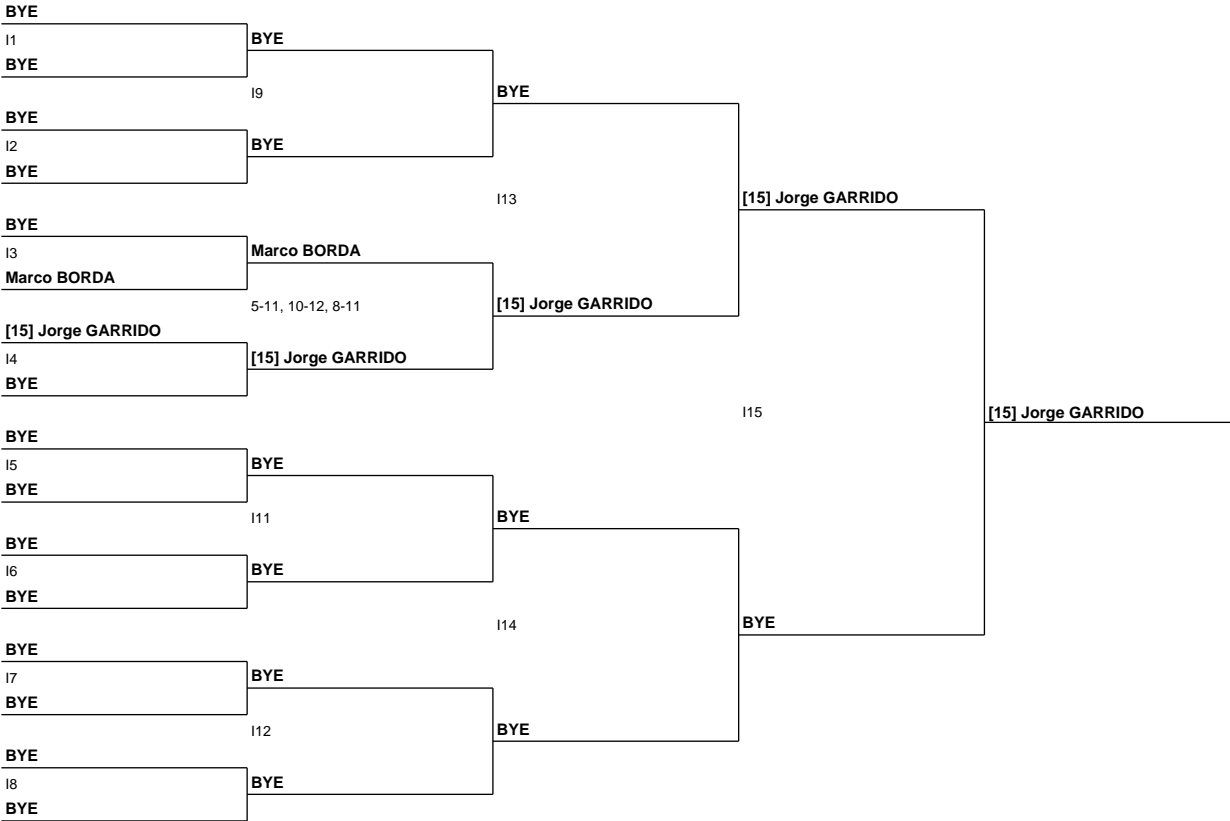 BYE
I1
BYE
BYE
I9
BYE
BYE
I2
BYE
BYE
I13
[15] Jorge GARRIDO
BYE
I3
Marco BORDA
Marco BORDA
5-11, 10-12, 8-11
[15] Jorge GARRIDO
[15] Jorge GARRIDO
I4
[15] Jorge GARRIDO
BYE
I15
[15] Jorge GARRIDO
BYE
I5
BYE
BYE
I11
BYE
BYE
I6
BYE
BYE
I14
BYE
BYE
I7
BYE
BYE
I12
BYE
BYE
I8
BYE
BYE